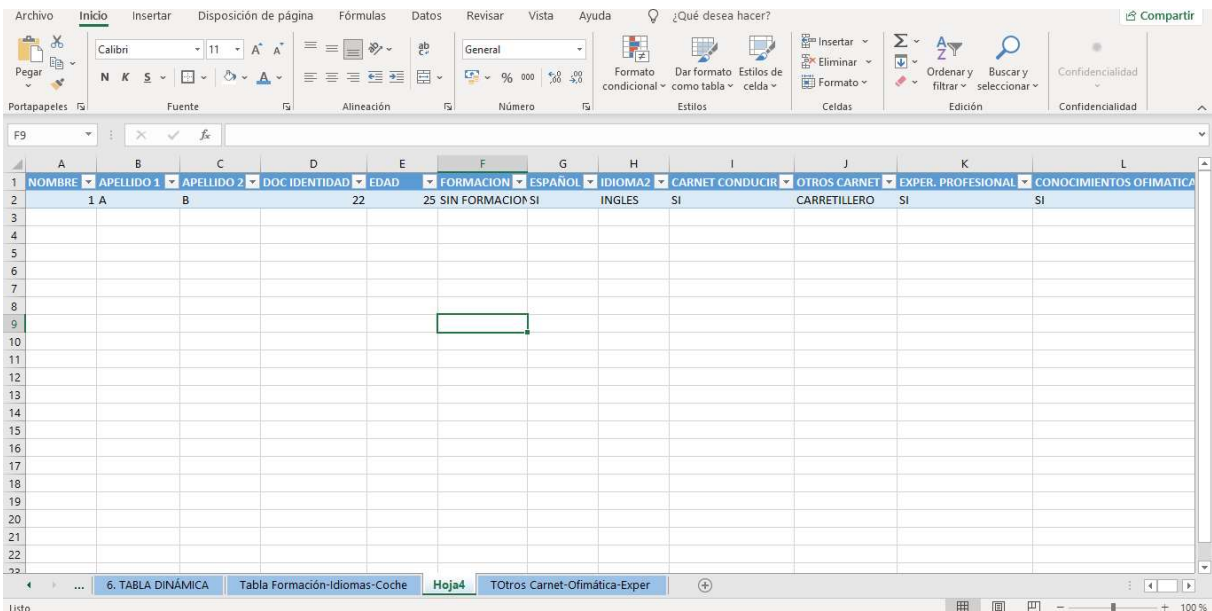 Archivo Inicio Insertar Disposición de página Fórmulas Datos Revisar Vista Ayuda ¿Qué desea hacer? Compartir
Pegar
Calibri 11 A A
N K S A
ab
General
% 000
Formato condicional
Dar formato como tabla
Estilos de celda
Insertar
Eliminar
Formato
Ordenar y filtrar
Buscar y seleccionar
Confidencialidad
Portapapeles Fuente Alineación Número Estilos Celdas Edición Confidencialidad
F9 fx
A B C D E F G H I J K L
1 NOMBRE APELLIDO 1 APELLIDO 2 DOC IDENTIDAD EDAD FORMACION ESPAÑOL IDIOMA2 CARNET CONDUCIR OTROS CARNET EXPER. PROFESIONAL CONOCIMIENTOS OFIMATICA
2 1 A B 22 25 SIN FORMACION SI INGLES SI CARRETILLERO SI SI
3
4
5
6
7
8
9
10
11
12
13
14
15
16
17
18
19
20
21
22
23
... 6. TABLA DINÁMICA Tabla Formación-Idiomas-Coche Hoja4 TOtros Carnet-Ofimática-Exper
Listo 100 %